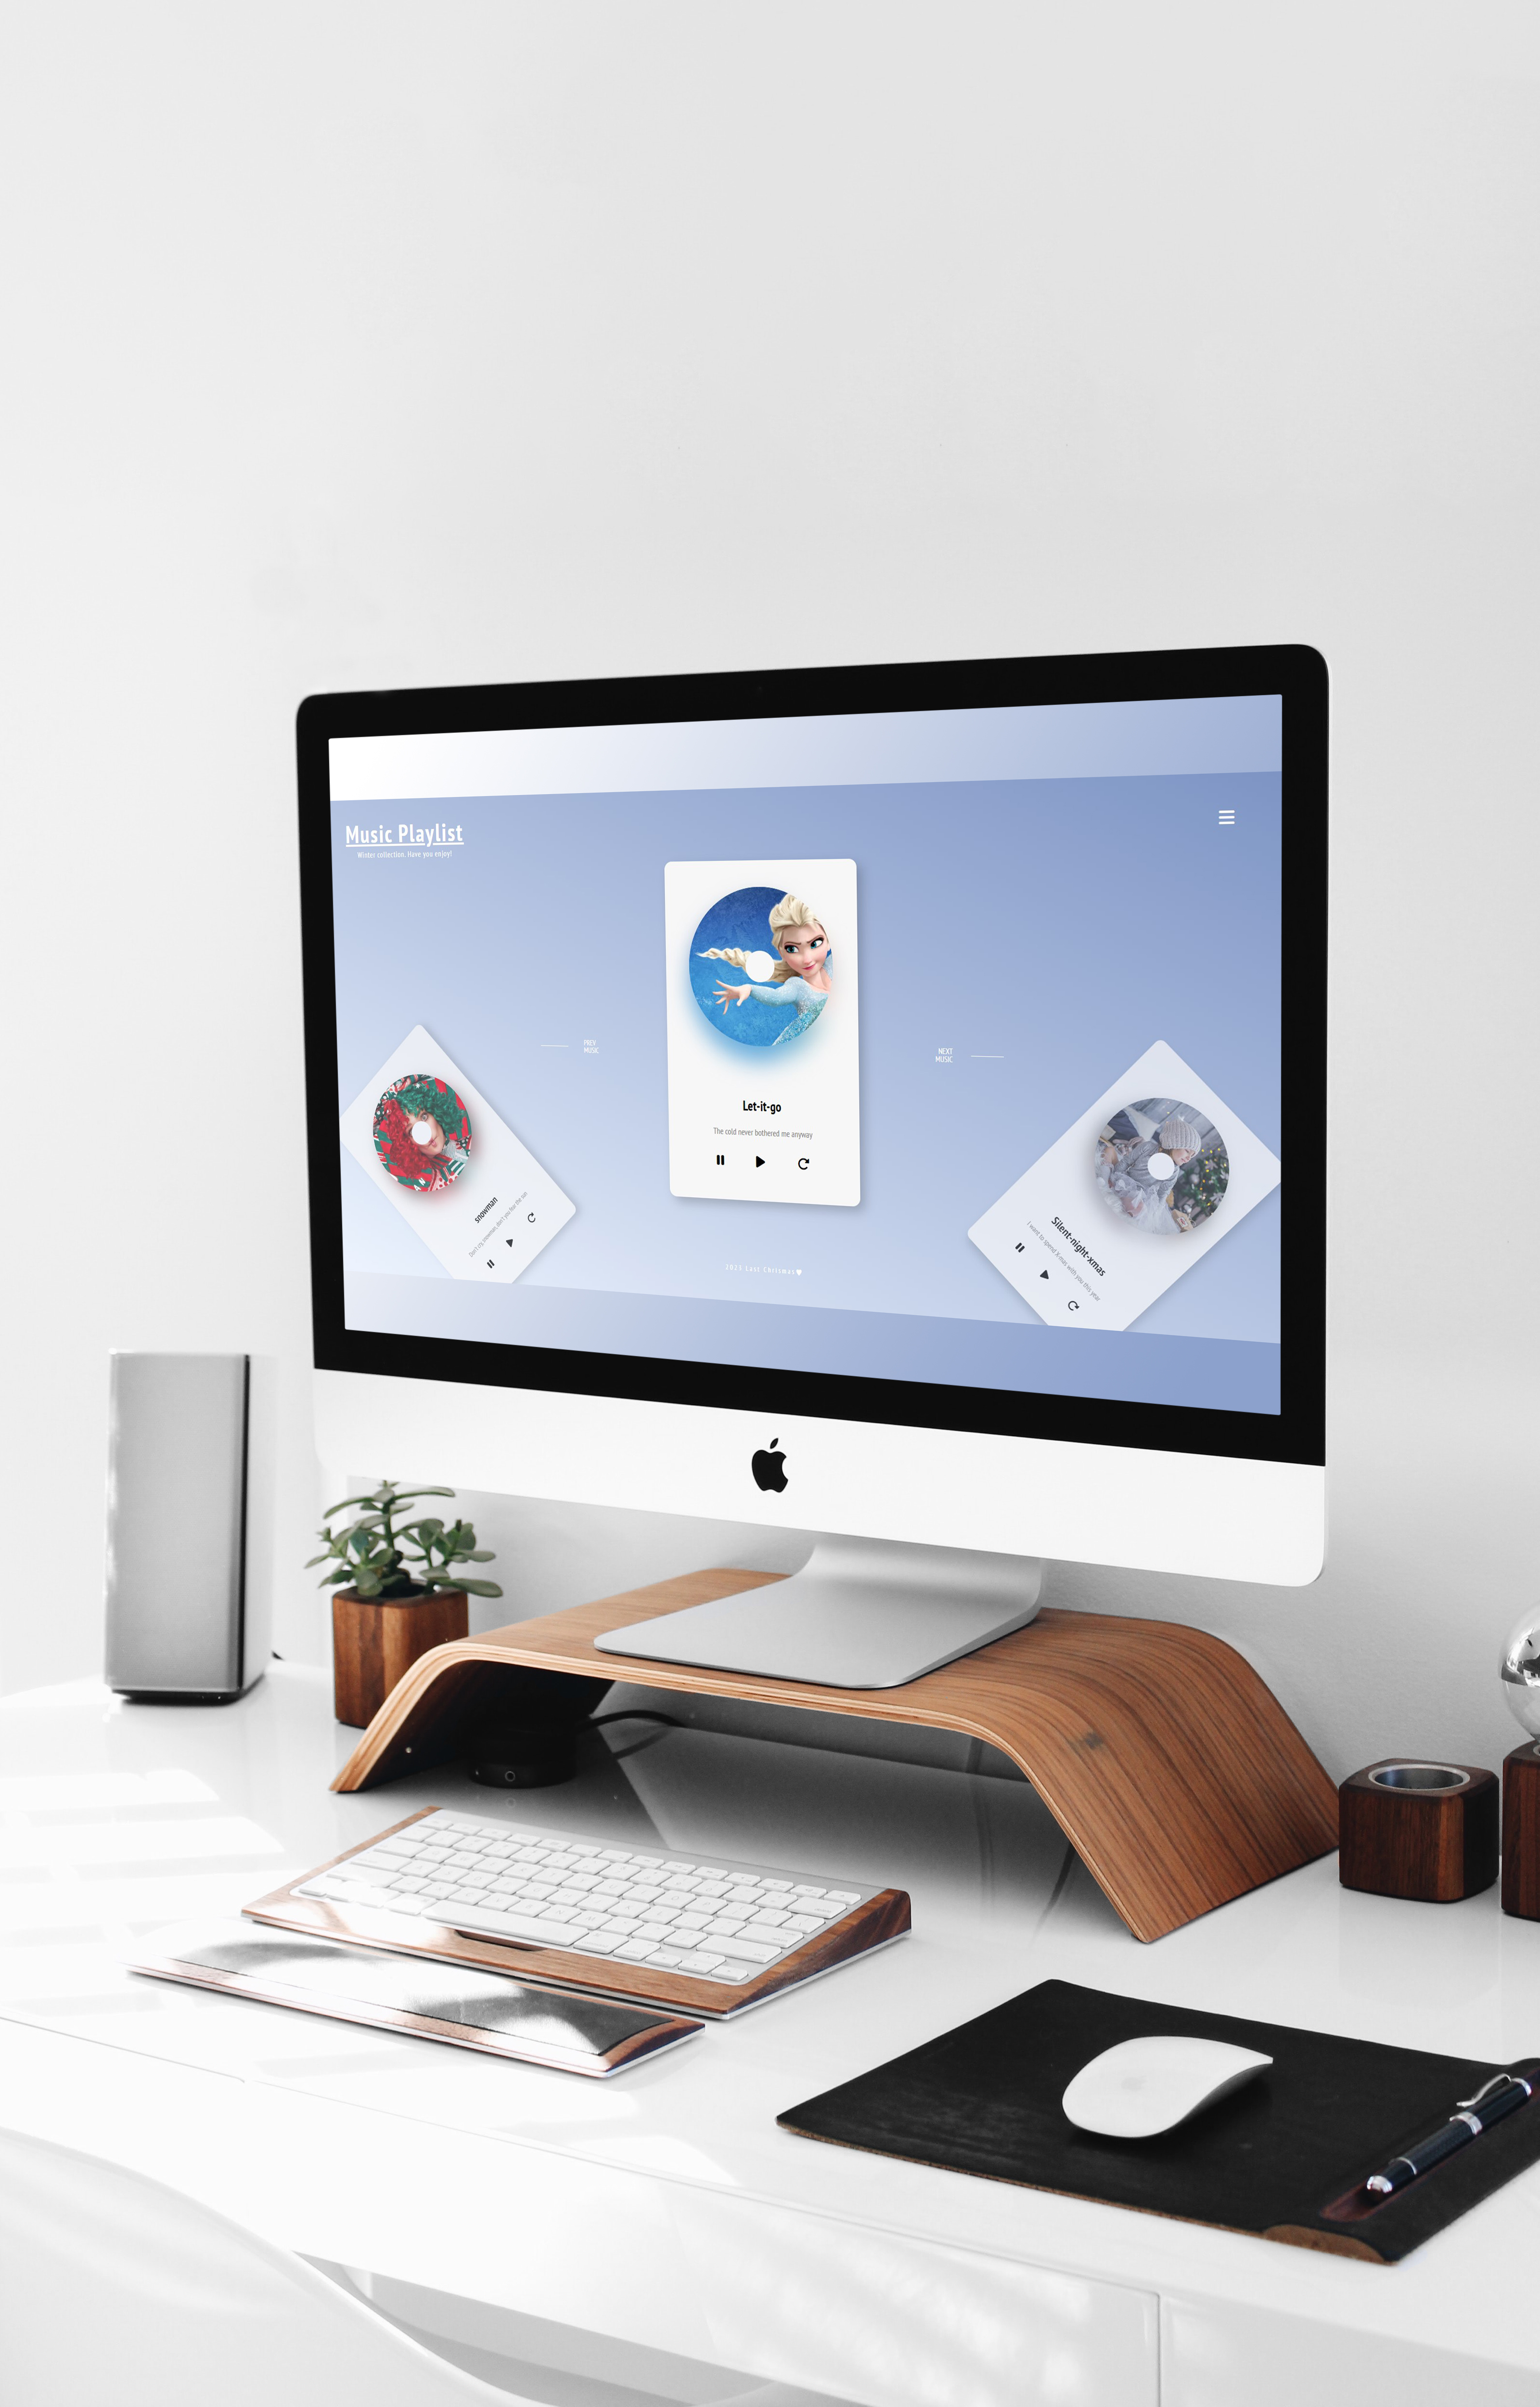 Music Playlist
Winter collection. Have you enjoy!
PREV
MUSIC
NEXT
MUSIC
Let-it-go
The cold never bothered me anyway
snowman
Don't cry snowman, don't you fear the sun
Silent-night-xmas
I want to spend X-mas with you this year
2023 Last Chitsmas